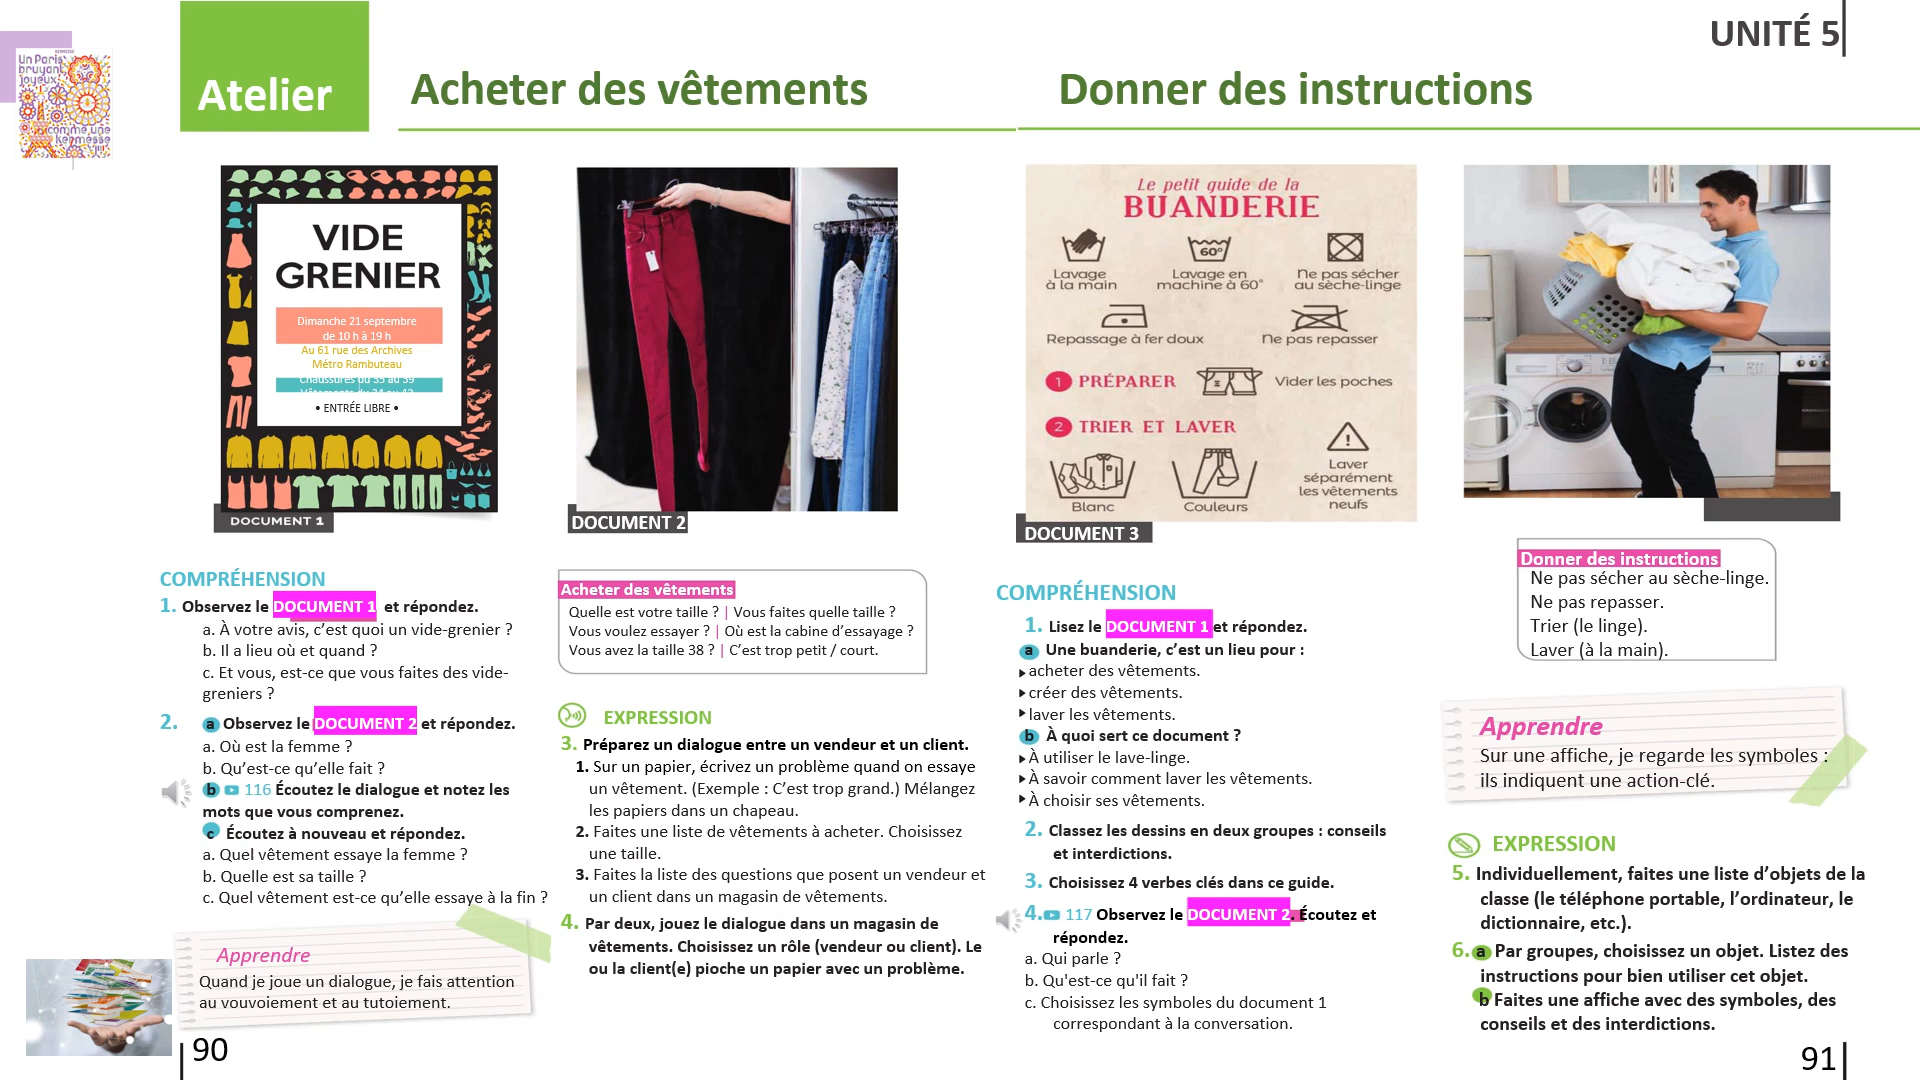 UNITÉ 5
Un Paris
bruyant,
joyeux,
comme une
kermesse
Atelier
Acheter des vêtements
Donner des instructions
VIDE
GRENIER
Dimanche 21 septembre
de 10 h à 19 h
Au 61 rue des Archives
Métro Rambuteau
Chaussures du 35 au 39
Vêtements du 34 au 42
• ENTRÉE LIBRE •
DOCUMENT 1
DOCUMENT 2
COMPRÉHENSION
1. Observez le DOCUMENT 1 et répondez.
a. À votre avis, c’est quoi un vide-grenier ?
b. Il a lieu où et quand ?
c. Et vous, est-ce que vous faites des vide-
greniers ?
2. a Observez le DOCUMENT 2 et répondez.
a. Où est la femme ?
b. Qu’est-ce qu’elle fait ?
b 116 Écoutez le dialogue et notez les
mots que vous comprenez.
c Écoutez à nouveau et répondez.
a. Quel vêtement essaye la femme ?
b. Quelle est sa taille ?
c. Quel vêtement est-ce qu’elle essaye à la fin ?
Apprendre
Quand je joue un dialogue, je fais attention
au vouvoiement et au tutoiement.
90
Acheter des vêtements
Quelle est votre taille ? | Vous faites quelle taille ?
Vous voulez essayer ? | Où est la cabine d’essayage ?
Vous avez la taille 38 ? | C’est trop petit / court.
EXPRESSION
3. Préparez un dialogue entre un vendeur et un client.
1. Sur un papier, écrivez un problème quand on essaye
un vêtement. (Exemple : C’est trop grand.) Mélangez
les papiers dans un chapeau.
2. Faites une liste de vêtements à acheter. Choisissez
une taille.
3. Faites la liste des questions que posent un vendeur et
un client dans un magasin de vêtements.
4. Par deux, jouez le dialogue dans un magasin de
vêtements. Choisissez un rôle (vendeur ou client). Le
ou la client(e) pioche un papier avec un problème.
Le petit guide de la
BUANDERIE
Lavage
à la main
60°
Lavage en
machine à 60°
Ne pas sécher
au sèche-linge
Repassage à fer doux
Ne pas repasser
1 PRÉPARER
Vider les poches
2 TRIER ET LAVER
Blanc
Couleurs
Laver
séparément
les vêtements
neufs
DOCUMENT 3
COMPRÉHENSION
1. Lisez le DOCUMENT 1 et répondez.
a Une buanderie, c’est un lieu pour :
acheter des vêtements.
créer des vêtements.
laver les vêtements.
b À quoi sert ce document ?
À utiliser le lave-linge.
À savoir comment laver les vêtements.
À choisir ses vêtements.
2. Classez les dessins en deux groupes : conseils
et interdictions.
3. Choisissez 4 verbes clés dans ce guide.
4. 117 Observez le DOCUMENT 2. Écoutez et
répondez.
a. Qui parle ?
b. Qu'est-ce qu'il fait ?
c. Choisissez les symboles du document 1
correspondant à la conversation.
Donner des instructions
Ne pas sécher au sèche-linge.
Ne pas repasser.
Trier (le linge).
Laver (à la main).
Apprendre
Sur une affiche, je regarde les symboles :
ils indiquent une action-clé.
EXPRESSION
5. Individuellement, faites une liste d’objets de la
classe (le téléphone portable, l’ordinateur, le
dictionnaire, etc.).
6. a Par groupes, choisissez un objet. Listez des
instructions pour bien utiliser cet objet.
b Faites une affiche avec des symboles, des
conseils et des interdictions.
91